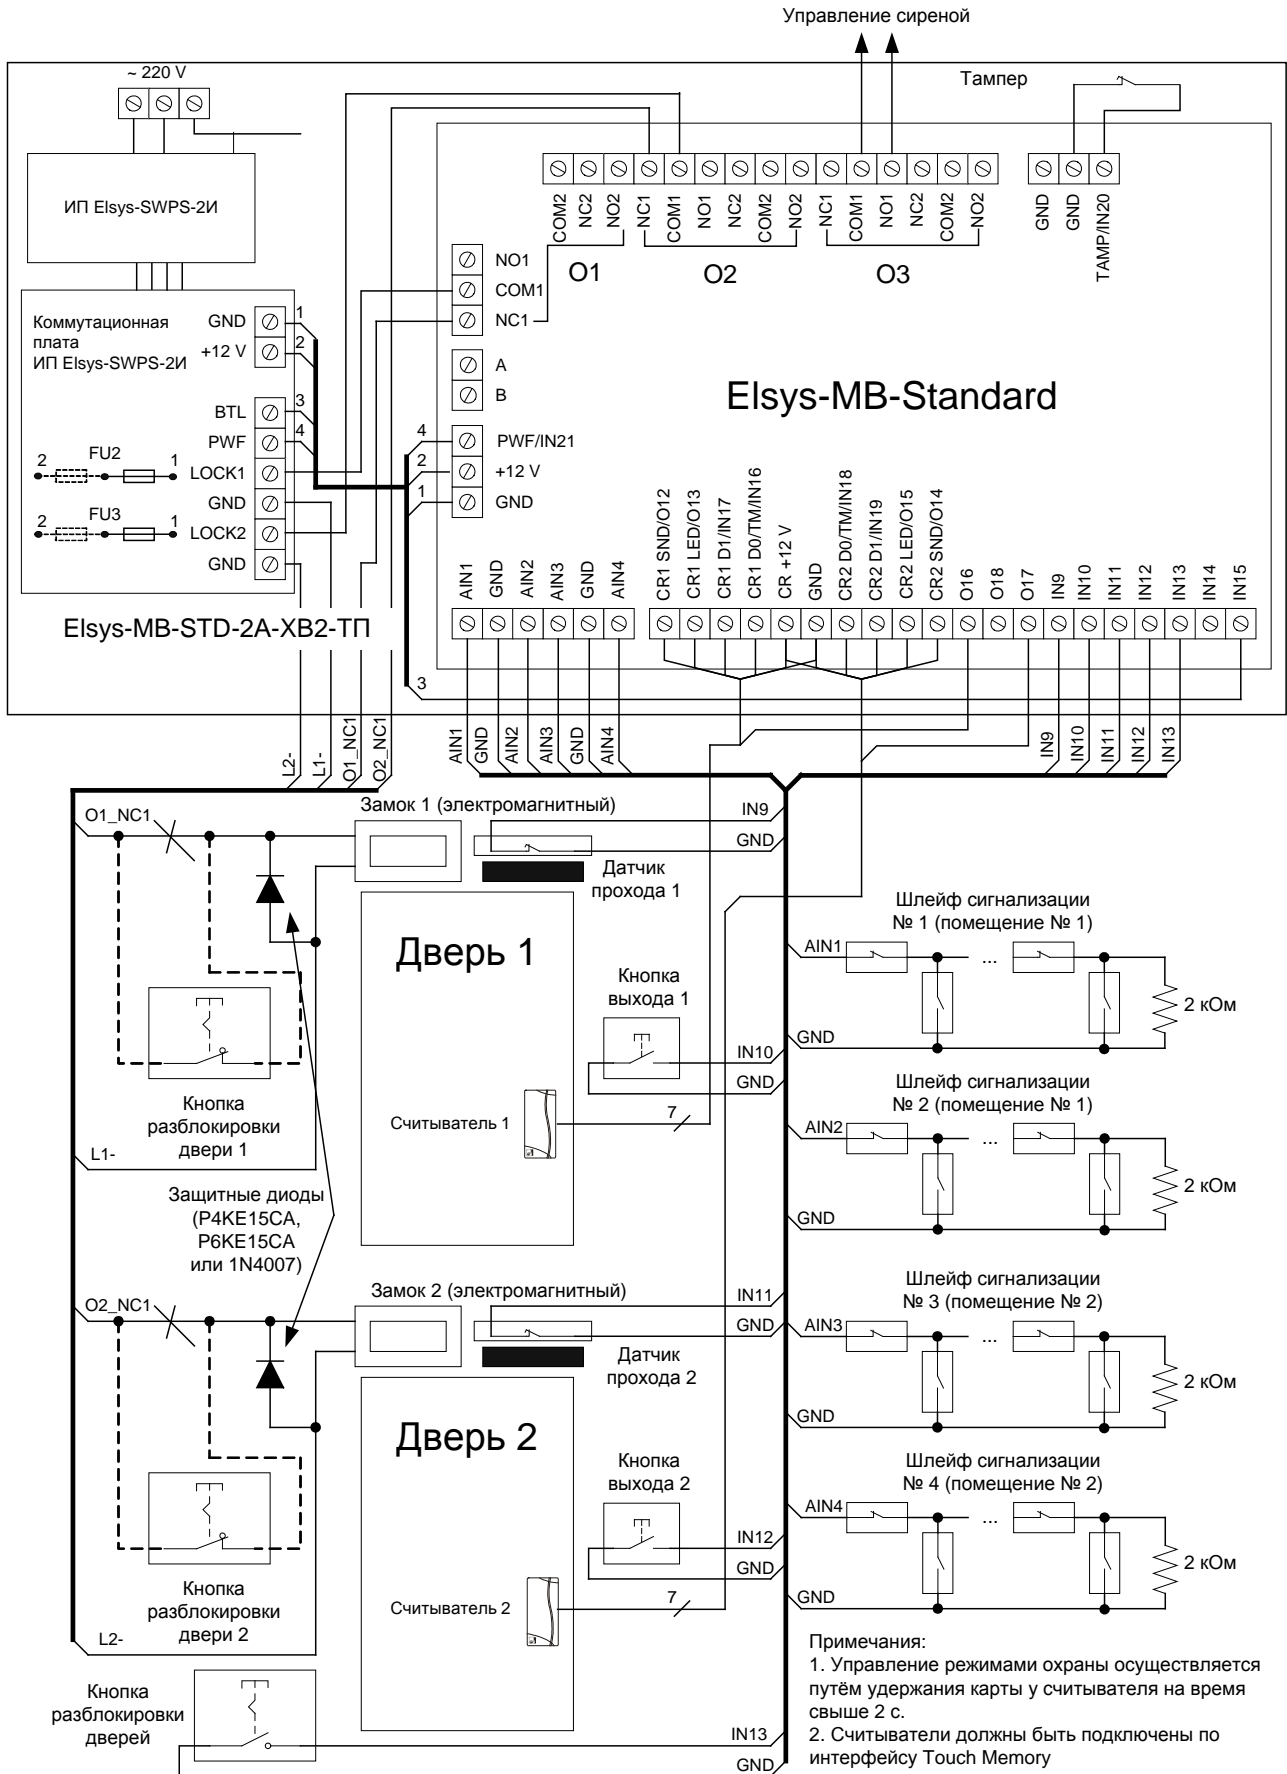 Управление сиреной
~ 220 V
Тампер
ИП Elsys-SWPS-2И
COM2
NC2
NO2
NC1
COM1
NO1
NC2
COM2
NO2
NC1
COM1
NO1
NC2
COM2
NO2
GND
GND
TAMP/IN20
O1
O2
O3
NO1
COM1
NC1
A
B
Elsys-MB-Standard
Коммутационная
плата
ИП Elsys-SWPS-2И
GND
1
+12 V
2
BTL
3
PWF
4
2
FU2
1
LOCK1
GND
2
FU3
1
LOCK2
GND
4
PWF/IN21
2
+12 V
1
GND
Elsys-MB-STD-2A-XB2-ТП
AIN1
GND
AIN2
AIN3
GND
AIN4
CR1 SND/O12
CR1 LED/O13
CR1 D1/IN17
CR1 D0/TM/IN16
CR +12 V
GND
CR2 D0/TM/IN18
CR2 D1/IN19
CR2 LED/O15
CR2 SND/O14
O16
O18
O17
IN9
IN10
IN11
IN12
IN13
IN14
IN15
3
L2-
L1-
O1_NC1
O2_NC1
AIN1
GND
AIN2
AIN3
GND
AIN4
IN9
IN10
IN11
IN12
IN13
O1_NC1
Замок 1 (электромагнитный)
IN9
GND
Датчик
прохода 1
Дверь 1
Кнопка
выхода 1
IN10
GND
Считыватель 1
7
Кнопка
разблокировки
двери 1
L1-
Защитные диоды
(P4KE15CA,
P6KE15CA
или 1N4007)
Шлейф сигнализации
№ 1 (помещение № 1)
AIN1
...
2 кОм
GND
Шлейф сигнализации
№ 2 (помещение № 1)
AIN2
...
2 кОм
GND
O2_NC1
Замок 2 (электромагнитный)
IN11
GND
Датчик
прохода 2
Дверь 2
Кнопка
выхода 2
IN12
GND
Считыватель 2
7
Кнопка
разблокировки
двери 2
L2-
Шлейф сигнализации
№ 3 (помещение № 2)
AIN3
...
2 кОм
GND
Шлейф сигнализации
№ 4 (помещение № 2)
AIN4
...
2 кОм
GND
Кнопка
разблокировки
дверей
IN13
GND
Примечания:
1. Управление режимами охраны осуществляется
путём удержания карты у считывателя на время
свыше 2 с.
2. Считыватели должны быть подключены по
интерфейсу Touch Memory